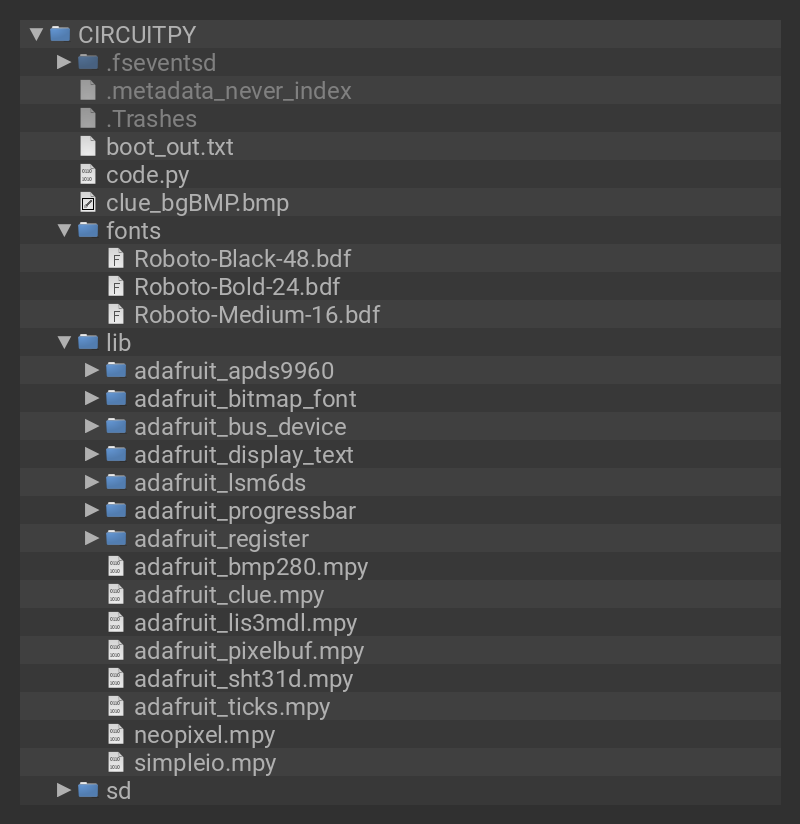 CIRCUITPY
.fseventsd
.metadata_never_index
.Trashes
boot_out.txt
code.py
clue_bgBMP.bmp
fonts
Roboto-Black-48.bdf
Roboto-Bold-24.bdf
Roboto-Medium-16.bdf
lib
adafruit_apds9960
adafruit_bitmap_font
adafruit_bus_device
adafruit_display_text
adafruit_lsm6ds
adafruit_progressbar
adafruit_register
adafruit_bmp280.mpy
adafruit_clue.mpy
adafruit_lis3mdl.mpy
adafruit_pixelbuf.mpy
adafruit_sht31d.mpy
adafruit_ticks.mpy
neopixel.mpy
simpleio.mpy
sd